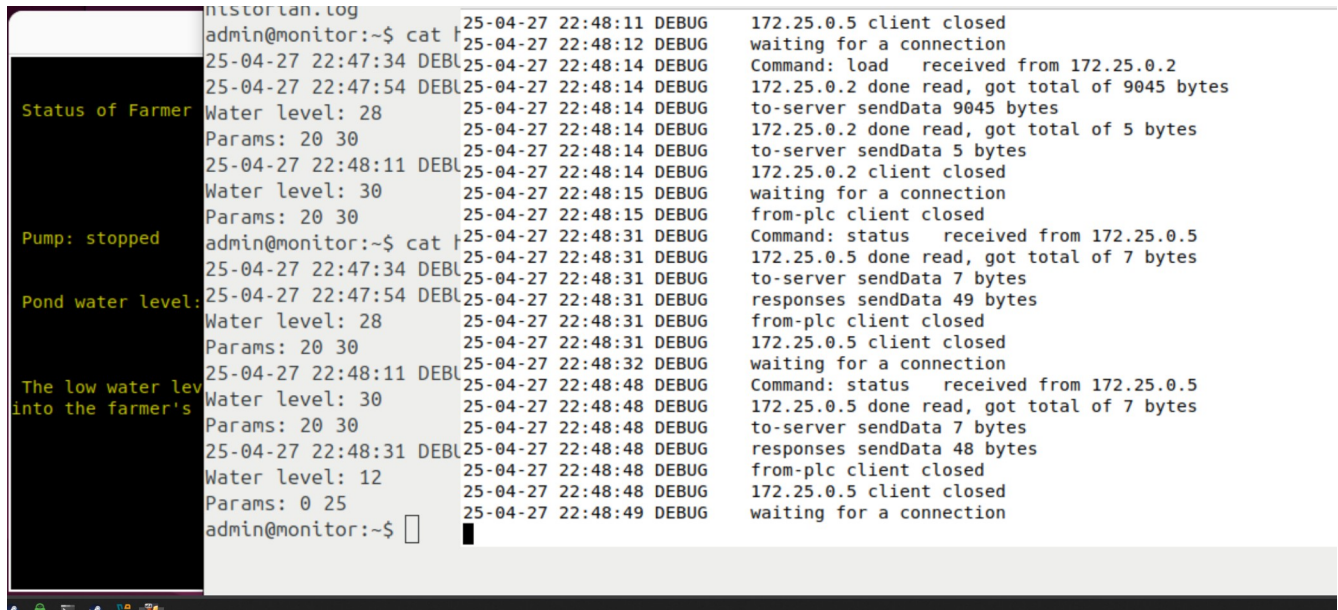 Status of Farmer
Pump: stopped
Pond water level:
The low water lev
into the farmer's
historian.log
admin@monitor:~$ cat h
25-04-27 22:47:34 DEBU
25-04-27 22:47:54 DEBU
Water level: 28
Params: 20 30
25-04-27 22:48:11 DEBU
Water level: 30
Params: 20 30
admin@monitor:~$ cat h
25-04-27 22:47:34 DEBU
25-04-27 22:47:54 DEBU
Water level: 28
Params: 20 30
25-04-27 22:48:11 DEBU
Water level: 30
Params: 20 30
25-04-27 22:48:31 DEBU
Water level: 12
Params: 0 25
admin@monitor:~$
25-04-27 22:48:11 DEBUG 172.25.0.5 client closed
25-04-27 22:48:12 DEBUG waiting for a connection
25-04-27 22:48:14 DEBUG Command: load received from 172.25.0.2
25-04-27 22:48:14 DEBUG 172.25.0.2 done read, got total of 9045 bytes
25-04-27 22:48:14 DEBUG to-server sendData 9045 bytes
25-04-27 22:48:14 DEBUG 172.25.0.2 done read, got total of 5 bytes
25-04-27 22:48:14 DEBUG to-server sendData 5 bytes
25-04-27 22:48:14 DEBUG 172.25.0.2 client closed
25-04-27 22:48:15 DEBUG waiting for a connection
25-04-27 22:48:15 DEBUG from-plc client closed
25-04-27 22:48:31 DEBUG Command: status received from 172.25.0.5
25-04-27 22:48:31 DEBUG 172.25.0.5 done read, got total of 7 bytes
25-04-27 22:48:31 DEBUG to-server sendData 7 bytes
25-04-27 22:48:31 DEBUG responses sendData 49 bytes
25-04-27 22:48:31 DEBUG from-plc client closed
25-04-27 22:48:31 DEBUG 172.25.0.5 client closed
25-04-27 22:48:32 DEBUG waiting for a connection
25-04-27 22:48:48 DEBUG Command: status received from 172.25.0.5
25-04-27 22:48:48 DEBUG 172.25.0.5 done read, got total of 7 bytes
25-04-27 22:48:48 DEBUG to-server sendData 7 bytes
25-04-27 22:48:48 DEBUG responses sendData 48 bytes
25-04-27 22:48:48 DEBUG from-plc client closed
25-04-27 22:48:48 DEBUG 172.25.0.5 client closed
25-04-27 22:48:49 DEBUG waiting for a connection